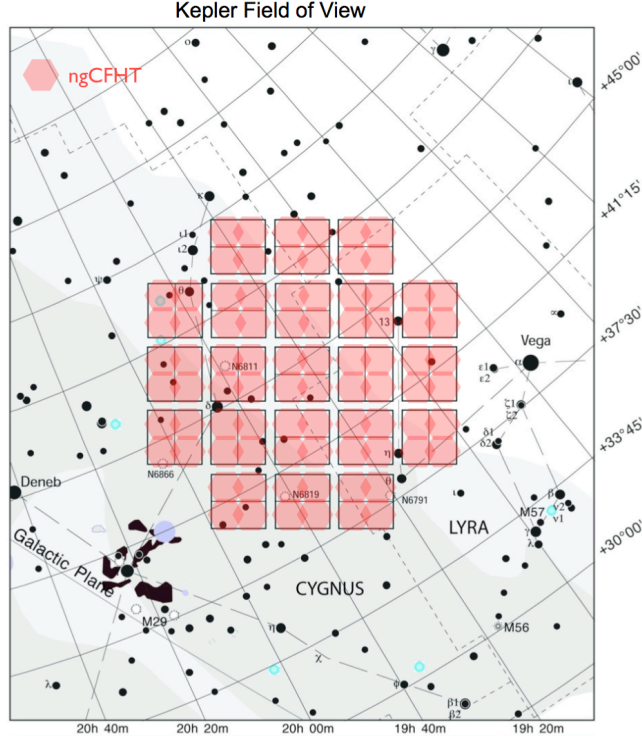 Kepler Field of View
ngCFHT
ο
γ
ι
+45°00'
κ
+41°15'
ι1
ι2
ψ
θ
13
+37°30'
Vega
α
ε1
ε2
N6811
ζ1
ζ2
δ
δ1
δ2
+33°45'
η
N6866
θ
Deneb
N6819
N6791
ι
β
M57
ν2
ν1
LYRA
γ
λ
+30°00'
Galactic Plane
CYGNUS
M29
η
M56
χ
λ
φ
β1
β2
20h 40m
20h 20m
20h 00m
19h 40m
19h 20m